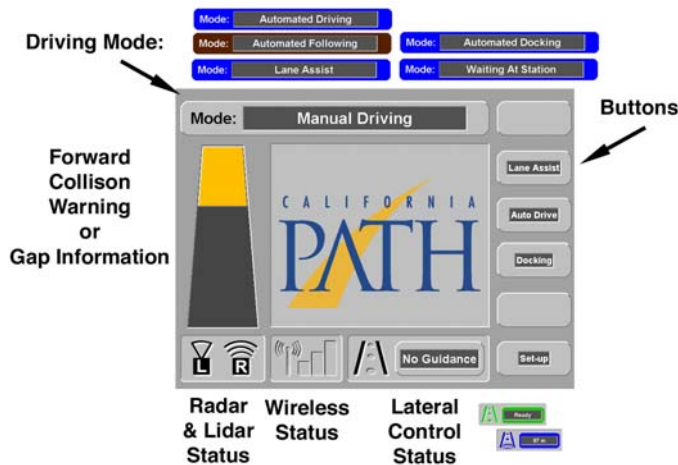 Mode: Automated Driving
Driving Mode:
Mode: Automated Following
Mode: Automated Docking
Mode: Lane Assist
Mode: Waiting At Station
Mode: Manual Driving
Buttons
Forward
Collison
Warning
or
Gap Information
CALIFORNIA
PATH
Lane Assist
Auto Drive
Docking
L
R
No Guidance
Set-up
Radar
& Lidar
Status
Wireless
Status
Lateral
Control
Status
Ready
97 m